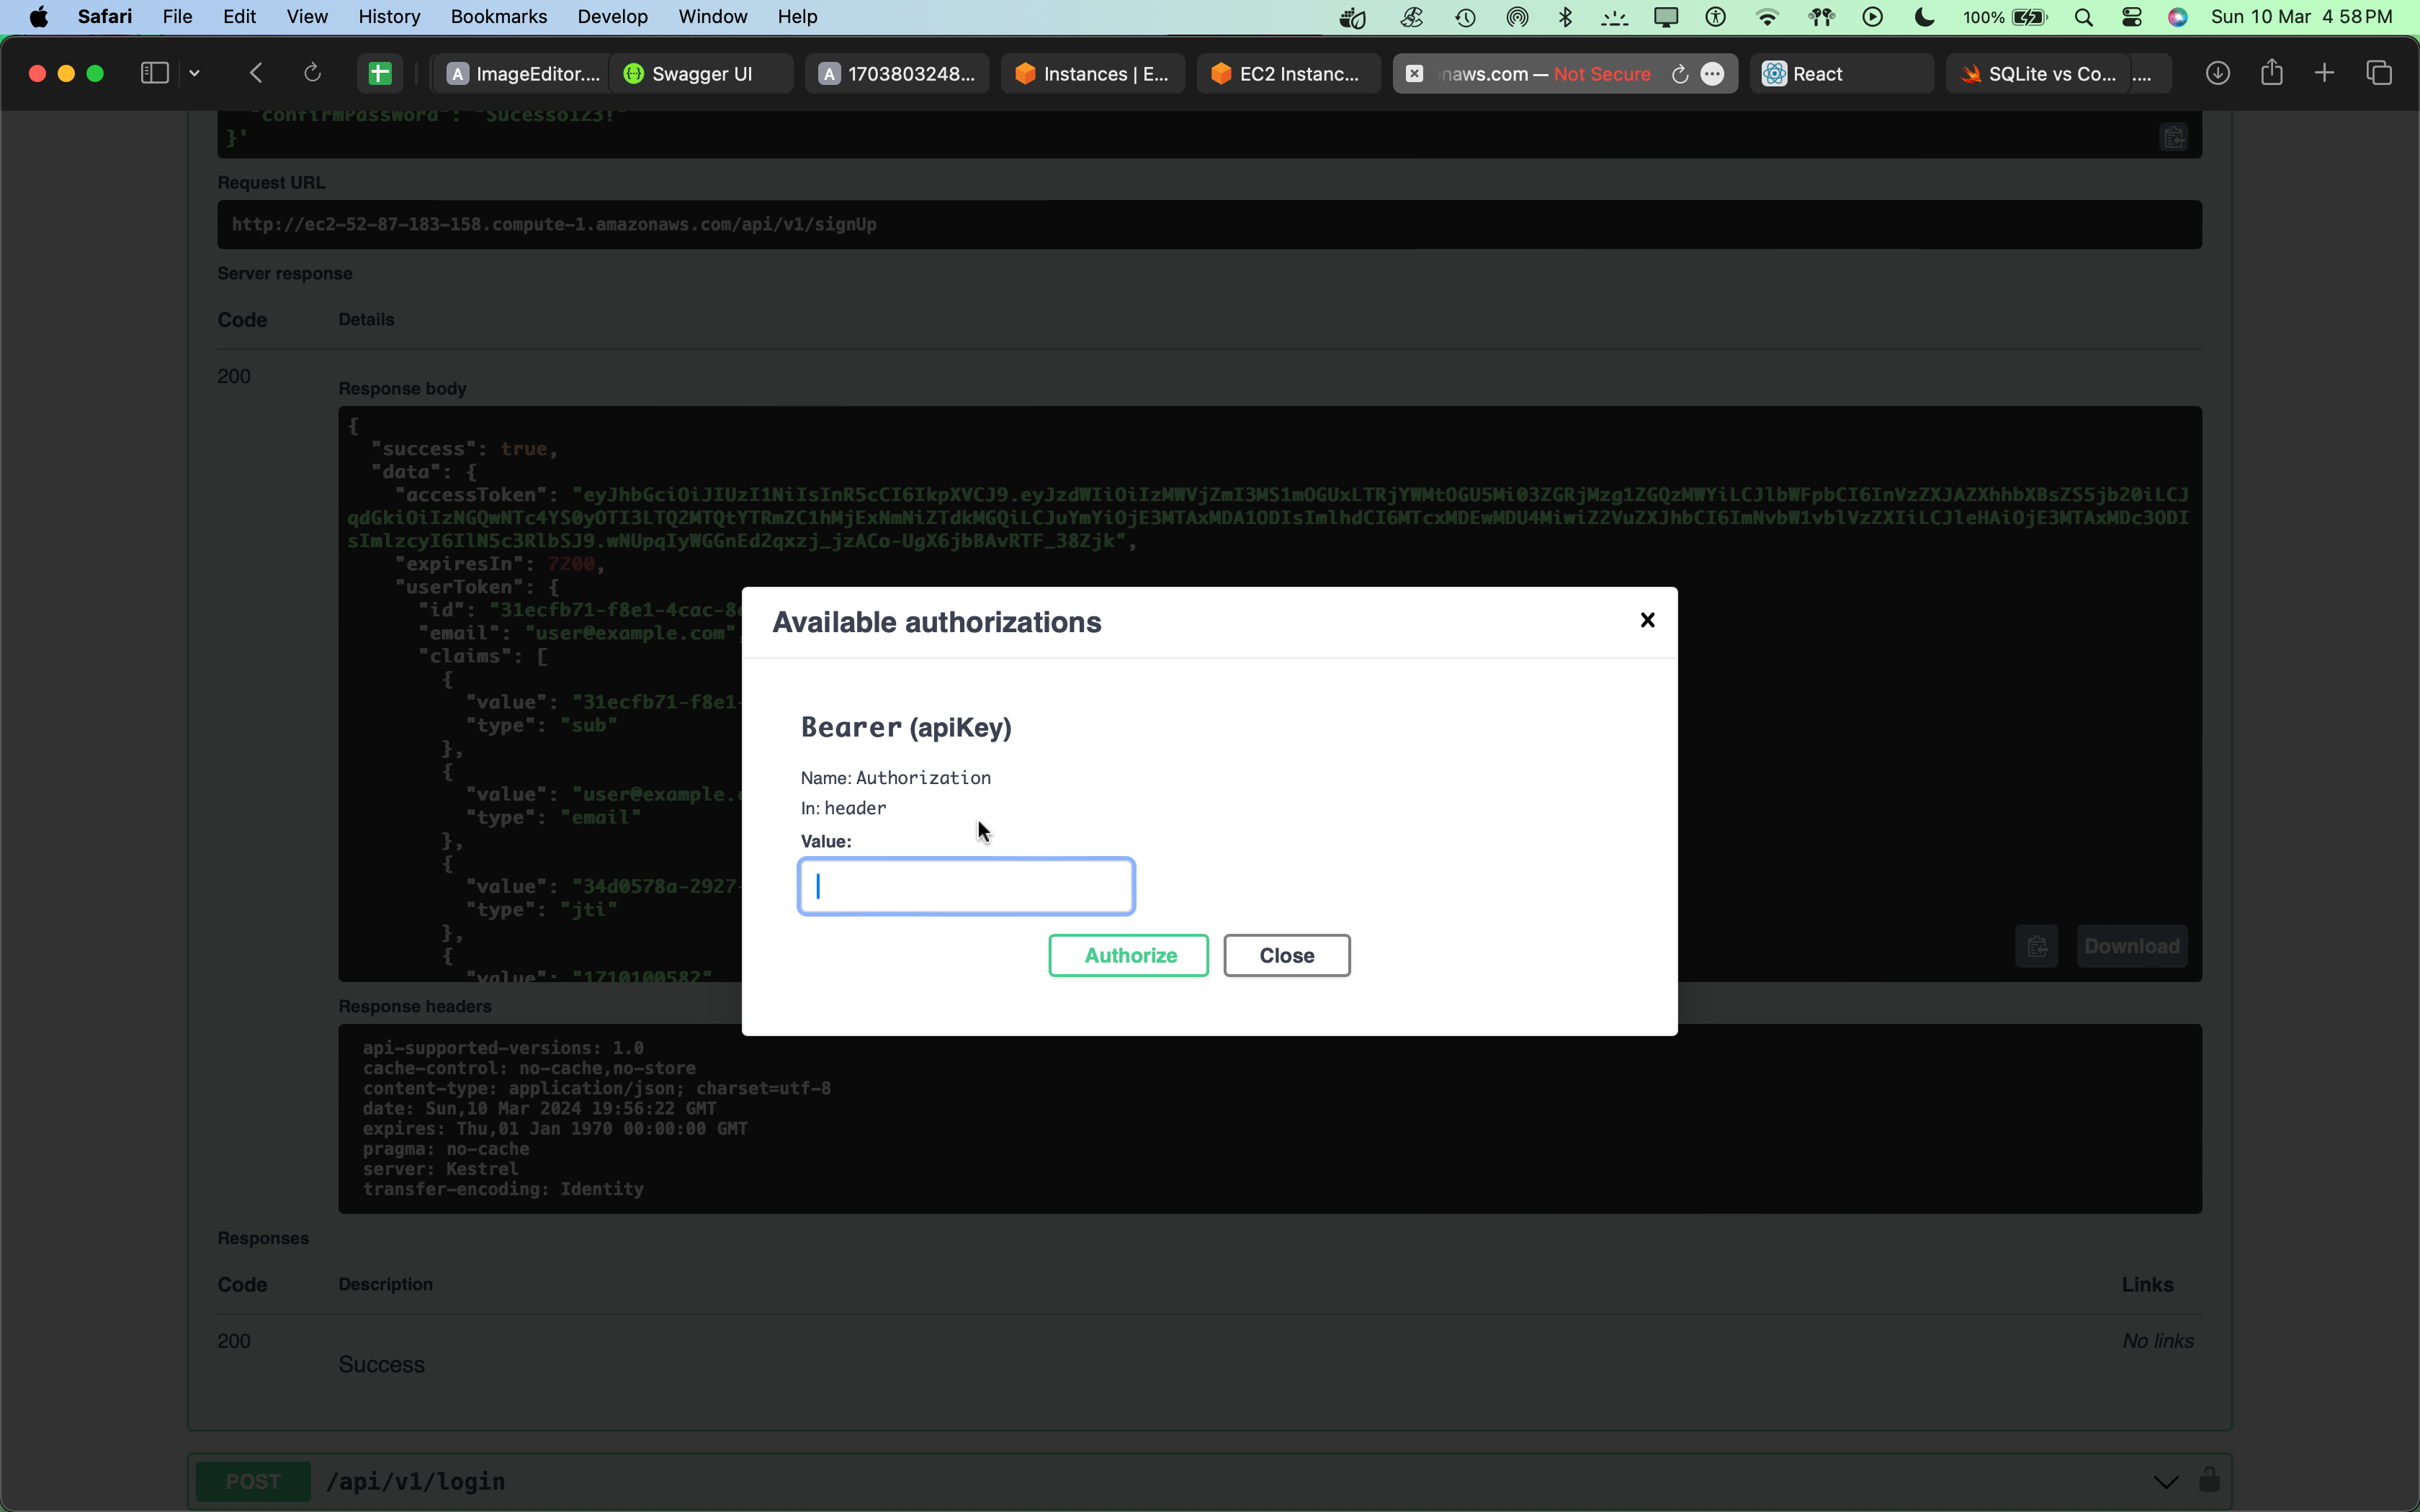 Safari File Edit View History Bookmarks Develop Window Help 100% Sun 10 Mar 4 58 PM
ImageEditor.... Swagger UI 1703803248... Instances | E... EC2 Instanc... naws.com — Not Secure React SQLite vs Co... ....
"confirmPassword": "Sucesso123!"
}'
Request URL
http://ec2-52-87-183-158.compute-1.amazonaws.com/api/v1/signUp
Server response
Code Details
200
Response body
{
"success": true,
"data": {
"accessToken": "eyJhbGciOiJIUzI1NiIsInR5cCI6IkpXVCJ9.eyJzdWIiOiIzMWVjZmI3MS1mOGUxLTRjYWMtOGU5Mi03ZGRjMzg1ZGQzMWYiLCJlbWFpbCI6InVzZXJAZXhhbXBsZS5jb20iLCJ
qdGkiOiIzNGQwNTc4YS0yOTI3LTQ2MTQtYTRmZC1hMjExNmNiZTdkMGQiLCJuYmYiOjE3MTAxMDA1ODIsImlhdCI6MTcxMDEwMDU4MiwiZ2VuZXJhbCI6ImNvbW1vblVzZXIiLCJleHAiOjE3MTAxMDc3ODI
sImlzcyI6IlN5c3RlbSJ9.wNUpqIyWGGnEd2qxzj_jzACo-UgX6jbBAvRTF_38Zjk",
"expiresIn": 7200,
"userToken": {
"id": "31ecfb71-f8e1-4cac-8
"email": "user@example.com"
"claims": [
{
"value": "31ecfb71-f8e1-
"type": "sub"
},
{
"value": "user@example.
"type": "email"
},
{
"value": "34d0578a-2927-
"type": "jti"
},
{
"value": "1710100582"
Available authorizations
Bearer (apiKey)
Name: Authorization
In: header
Value:
Authorize Close
Download
Response headers
api-supported-versions: 1.0
cache-control: no-cache,no-store
content-type: application/json; charset=utf-8
date: Sun,10 Mar 2024 19:56:22 GMT
expires: Thu,01 Jan 1970 00:00:00 GMT
pragma: no-cache
server: Kestrel
transfer-encoding: Identity
Responses
Code Description Links
200 No links
Success
POST /api/v1/login